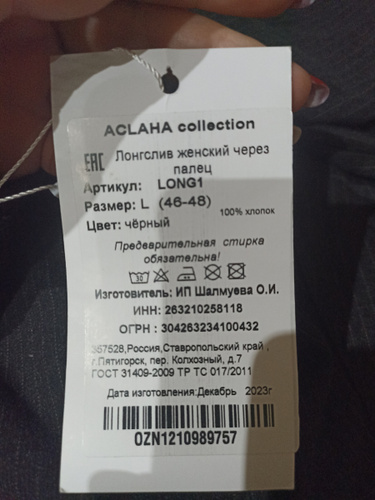 ACLAHA collection
EAC Лонгслив женский через
палец
Артикул: LONG1
Размер: L (46-48)
100% хлопок
Цвет: чёрный
Предварительная стирка
обязательна!
30
Изготовитель: ИП Шалмуева О.И.
ИНН: 263210258118
ОГРН : 304263234100432
357528,Россия,Ставропольский край ,
г.Пятигорск, пер. Колхозный, д.7
ГОСТ 31409-2009 ТР ТС 017/2011
Дата изготовления:Декабрь 2023г
OZN1210989757